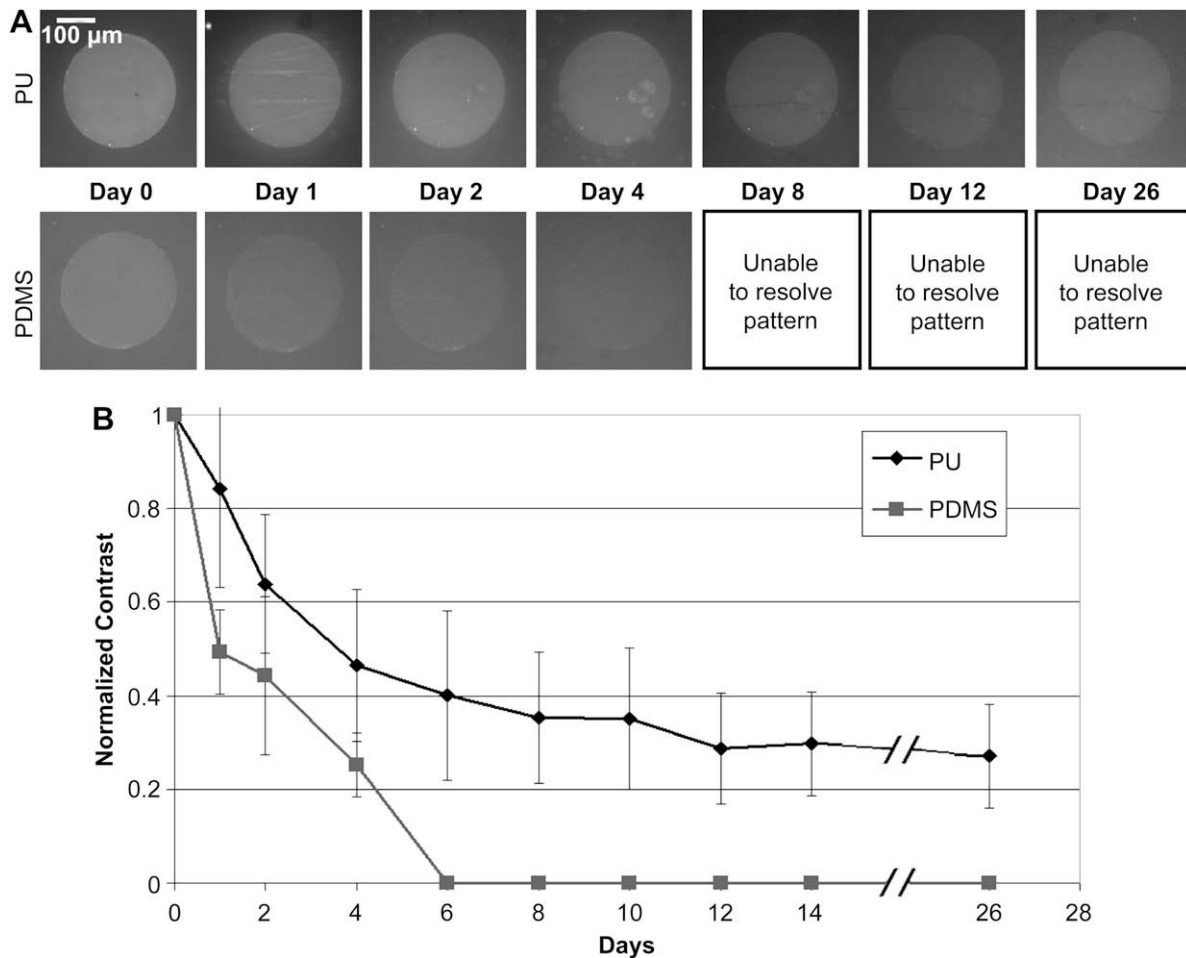 A
100 µm
PU
Day 0 Day 1 Day 2 Day 4 Day 8 Day 12 Day 26
PDMS
Unable
to resolve
pattern
Unable
to resolve
pattern
Unable
to resolve
pattern
B
Normalized Contrast
1
0.8
0.6
0.4
0.2
0
PU
PDMS
0 2 4 6 8 10 12 14 26 28
Days